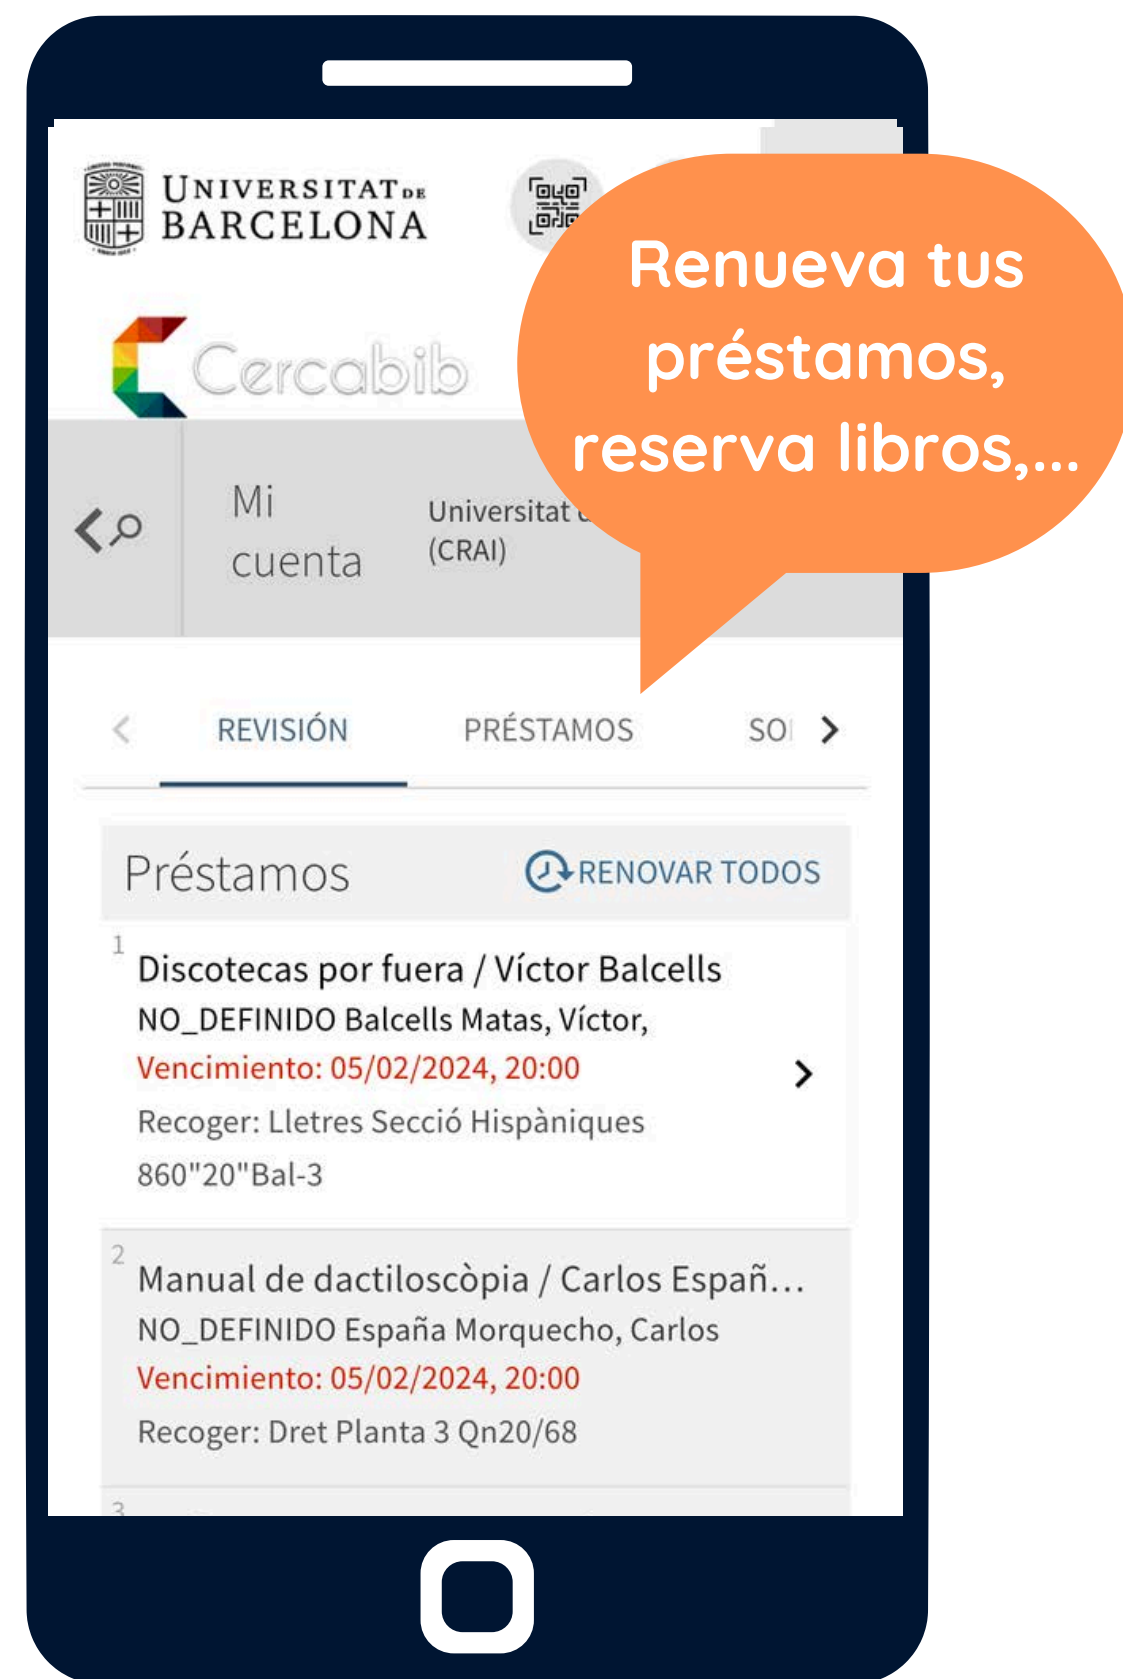 UNIVERSITAT DE
BARCELONA
Renueva tus
préstamos,
reserva libros,...
Cercabib
Mi
cuenta
Universitat
(CRAI)
REVISIÓN
PRÉSTAMOS
Préstamos
RENOVAR TODOS
1
Discotecas por fuera / Víctor Balcells
NO_DEFINIDO Balcells Matas, Víctor,
Vencimiento: 05/02/2024, 20:00
Recoger: Lletres Secció Hispàniques
860"20"Bal-3
2
Manual de dactiloscòpia / Carlos Españ...
NO_DEFINIDO España Morquecho, Carlos
Vencimiento: 05/02/2024, 20:00
Recoger: Dret Planta 3 Qn20/68
3